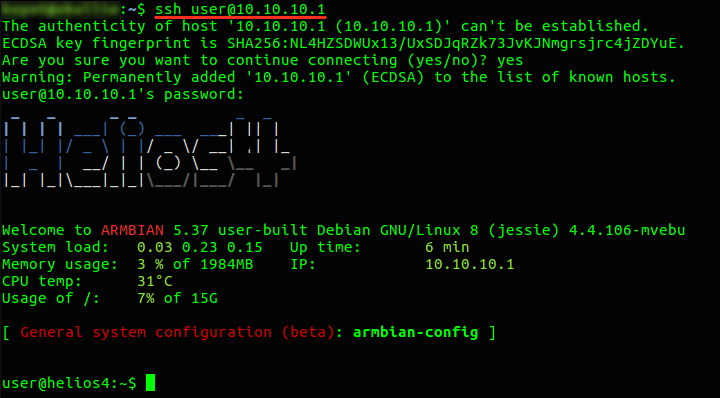 :~$ ssh user@10.10.10.1
The authenticity of host '10.10.10.1 (10.10.10.1)' can't be established.
ECDSA key fingerprint is SHA256:NL4HZSDWUx13/UxSDJqRZk73JvKJNmgrsjrc4jZDYuE.
Are you sure you want to continue connecting (yes/no)? yes
Warning: Permanently added '10.10.10.1' (ECDSA) to the list of known hosts.
user@10.10.10.1's password:
Helios4
Welcome to ARMBIAN 5.37 user-built Debian GNU/Linux 8 (jessie) 4.4.106-mvebu
System load:   0.03 0.23 0.15   Up time:       6 min
Memory usage:  3 % of 1984MB    IP:            10.10.10.1
CPU temp:      31°C
Usage of /:    7% of 15G
[ General system configuration (beta): armbian-config ]
user@helios4:~$